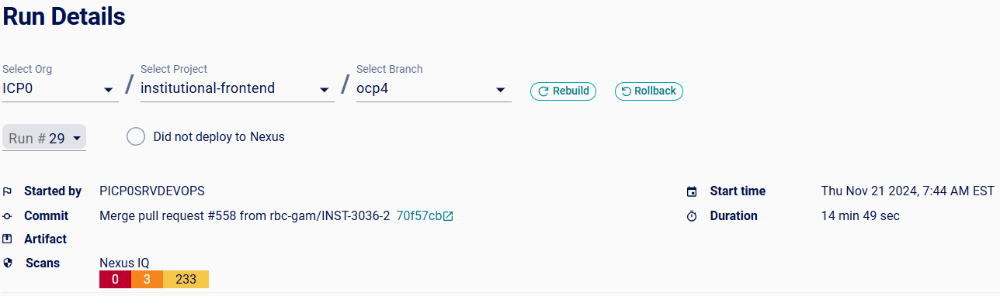 Run Details
Select Org
ICP0
/
Select Project
institutional-frontend
/
Select Branch
ocp4
Rebuild
Rollback
Run # 29
Did not deploy to Nexus
Started by PICP0SRVDEVOPS
Start time Thu Nov 21 2024, 7:44 AM EST
Commit Merge pull request #558 from rbc-gam/INST-3036-2 70f57cb
Duration 14 min 49 sec
Artifact
Scans Nexus IQ
0 3 233